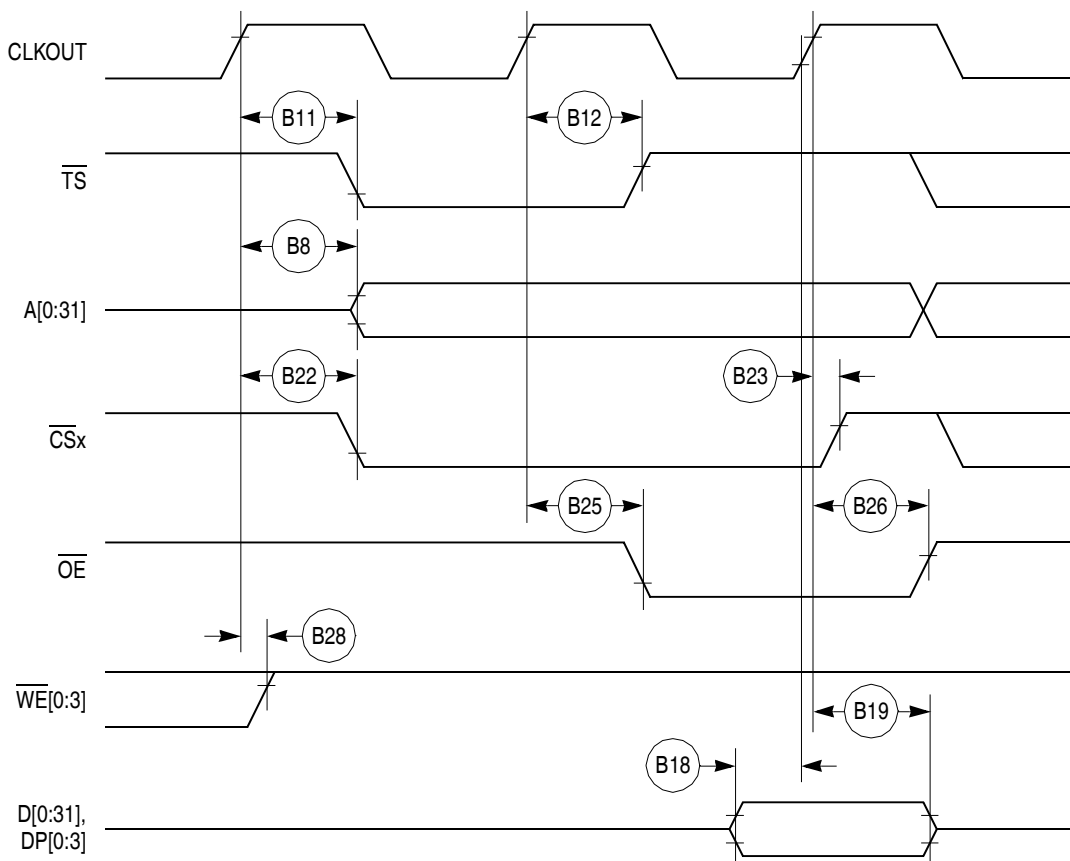 CLKOUT
B11
B12
TS
B8
A[0:31]
B22
B23
CSx
B25
B26
OE
B28
WE[0:3]
B19
B18
D[0:31],
DP[0:3]